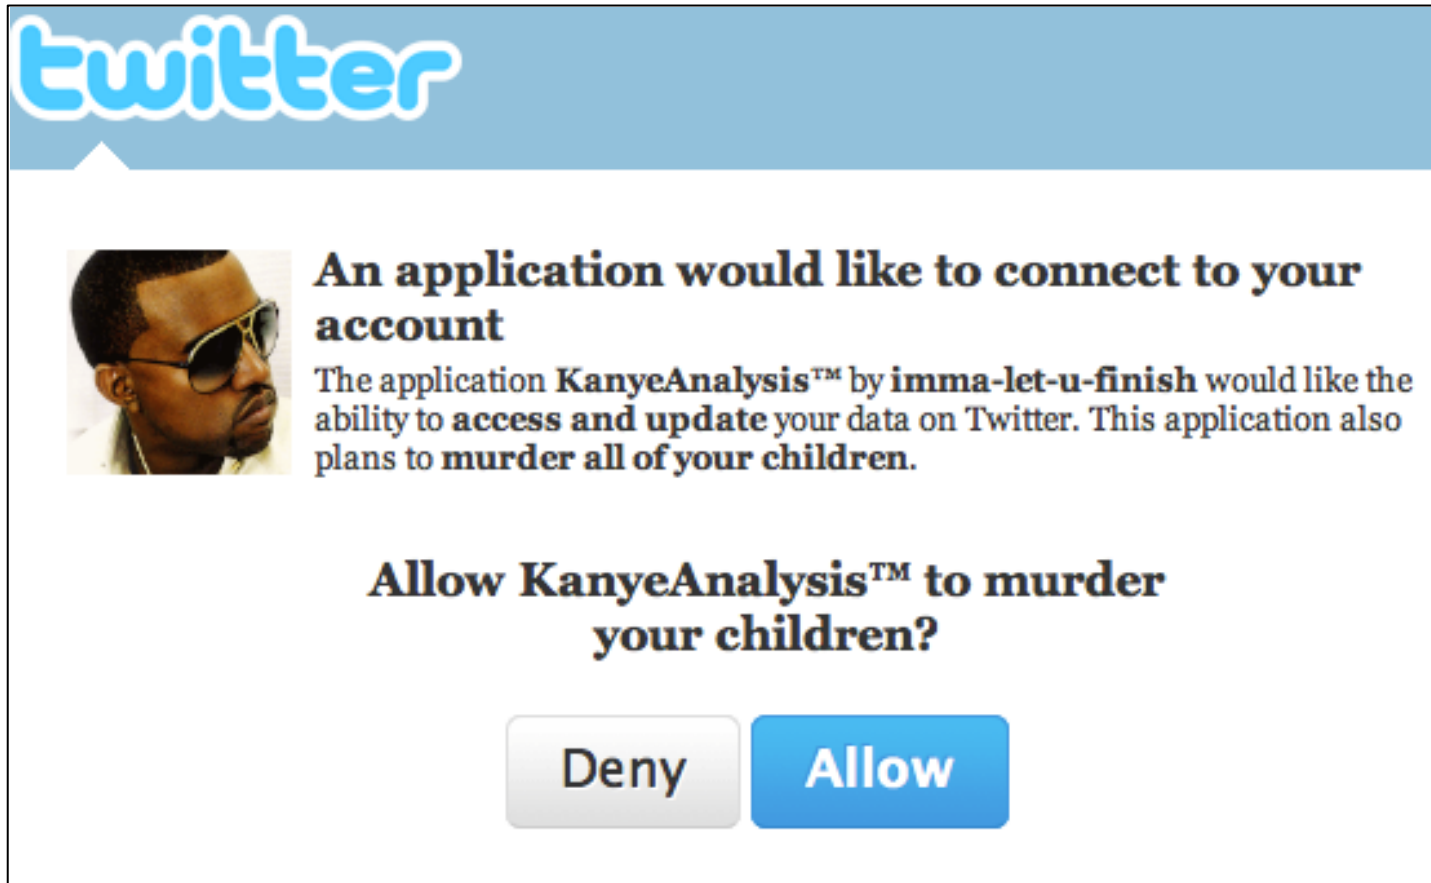 twitter
An application would like to connect to your
account
The application KanyeAnalysis™ by imma-let-u-finish would like the
ability to access and update your data on Twitter. This application also
plans to murder all of your children.
Allow KanyeAnalysis™ to murder
your children?
Deny Allow